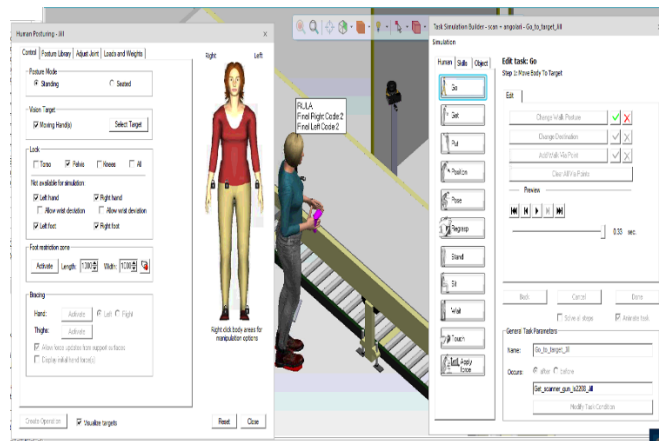 Human Posturing - Jill
x
Control Posture Library Adjust Joint Loads and Weights
Posture Mode
Standing Seated
Vision Target
Moving Hand(s) Select Target
Lock
Torso Pelvis Knees All
Not available for simulation
Left hand Right hand
Allow wrist deviation Allow wrist deviation
Left foot Right foot
Foot restriction zone
Activate Length: Width:
Bracing
Hand: Activate Left Right
Thighs: Activate
Allow force updates from support surfaces
Display initial hand force(s)
Create Operation Visualize targets Reset Close
Right Left
Right click body areas for
manipulation options
RULA
Final Right Code:2
Final Left Code:2
Task Simulation Builder - scan + angolari - Go_to_target_Jill
x
Simulation
Human Skills Object
Go
Get
Put
Position
Pose
Regrasp
Stand
Sit
Wait
Touch
Apply
Force
Edit task: Go
Step 1: Move Body To Target
Edit
Change Walk Posture
Change Destination
Add Walk Via Point
Clear All Via Points
Preview
0.33 sec.
Back Cancel Done
Solve all steps Animate task
General Task Parameters
Name: Go_to_target_Jill
Occurs: after before
Modify Task Condition